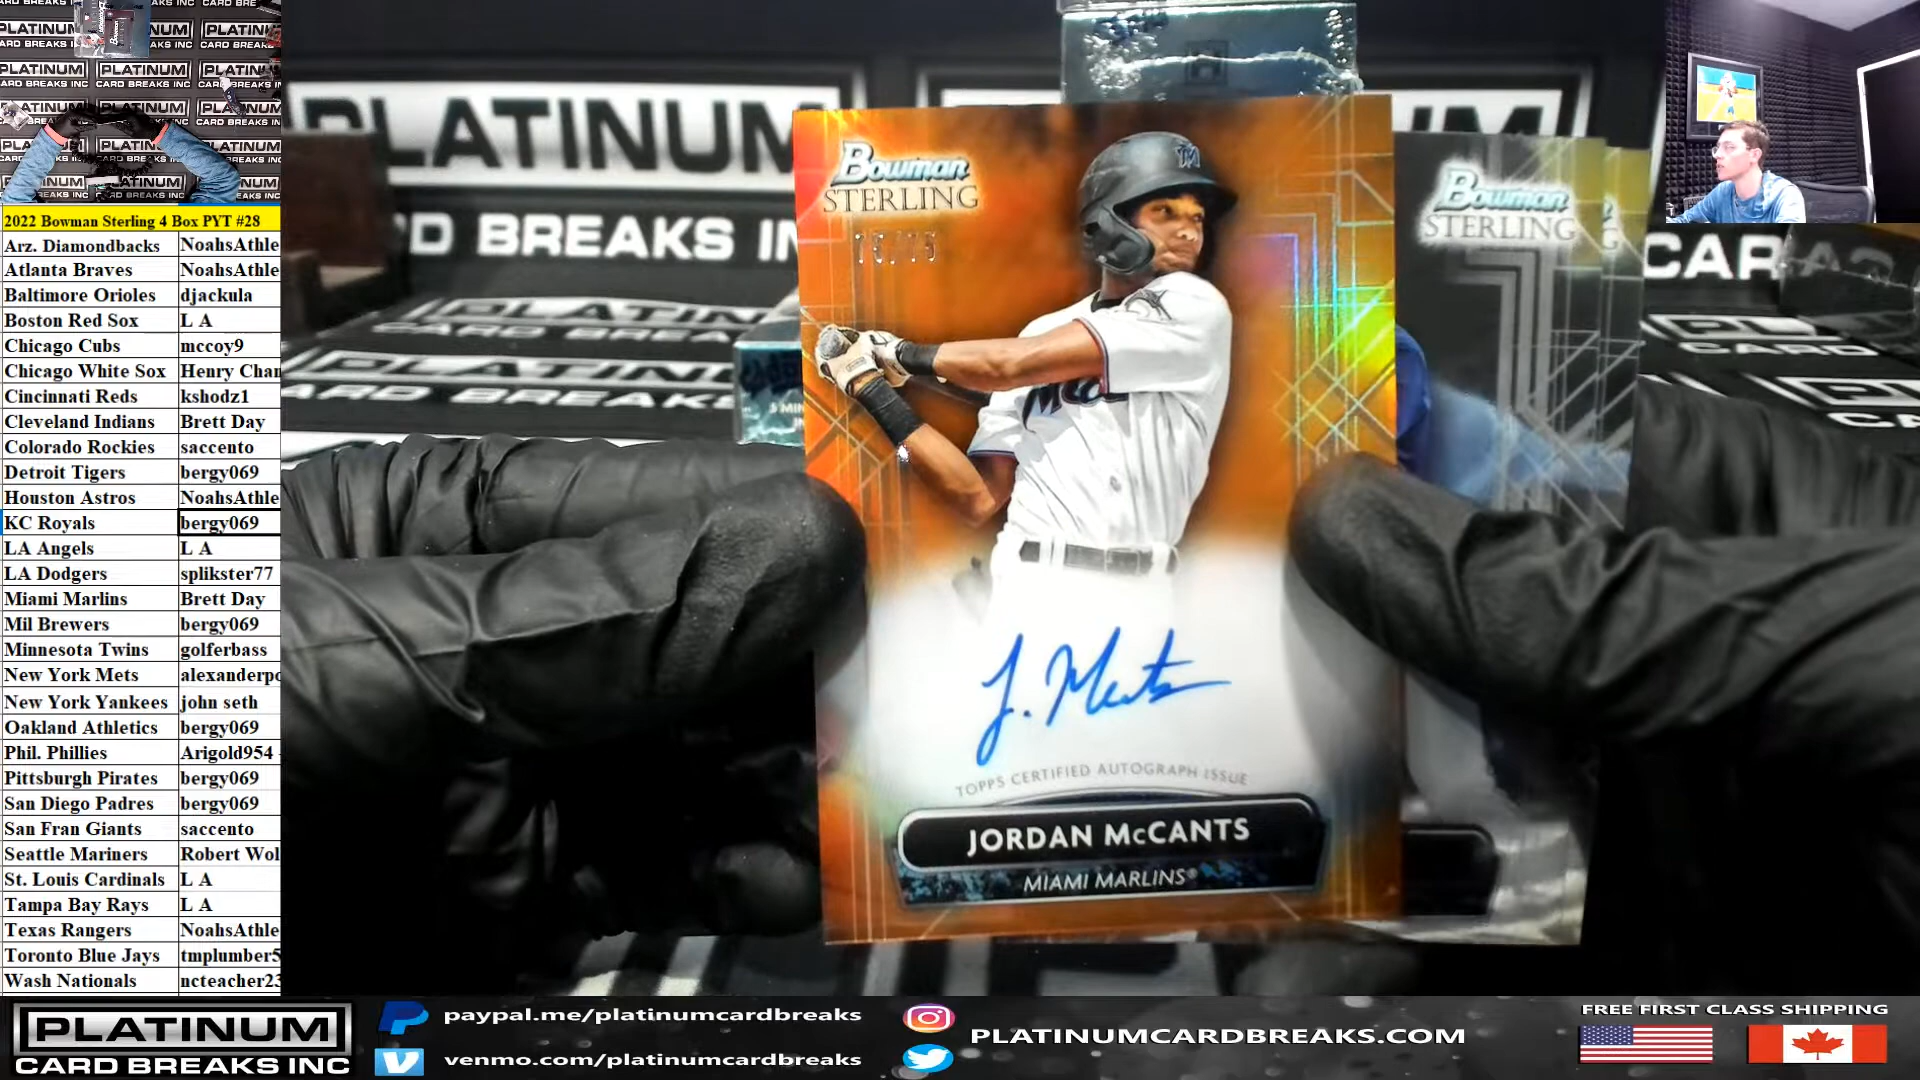 2022 Bowman Sterling 4 Box PYT #28
Arz. Diamondbacks NoahsAthle
Atlanta Braves NoahsAthle
Baltimore Orioles djackula
Boston Red Sox L A
Chicago Cubs mccoy9
Chicago White Sox Henry Chan
Cincinnati Reds kshodz1
Cleveland Indians Brett Day
Colorado Rockies saccento
Detroit Tigers bergy069
Houston Astros NoahsAthle
KC Royals bergy069
LA Angels L A
LA Dodgers splikster77
Miami Marlins Brett Day
Mil Brewers bergy069
Minnesota Twins golferbass
New York Mets alexanderpo
New York Yankees john seth
Oakland Athletics bergy069
Phil. Phillies Arigold954
Pittsburgh Pirates bergy069
San Diego Padres bergy069
San Fran Giants saccento
Seattle Mariners Robert Wol
St. Louis Cardinals L A
Tampa Bay Rays L A
Texas Rangers NoahsAthle
Toronto Blue Jays tmplumber5
Wash Nationals ncteacher23
PLATINUM
CARD BREAKS INC
Bowman
STERLING
J. McCants
TOPPS CERTIFIED AUTOGRAPH ISSUE
JORDAN McCANTS
MIAMI MARLINS®
Bowman
STERLING
PLATINUM
CARD BREAKS INC
paypal.me/platinumcardbreaks
venmo.com/platinumcardbreaks
PLATINUMCARDBREAKS.COM
FREE FIRST CLASS SHIPPING